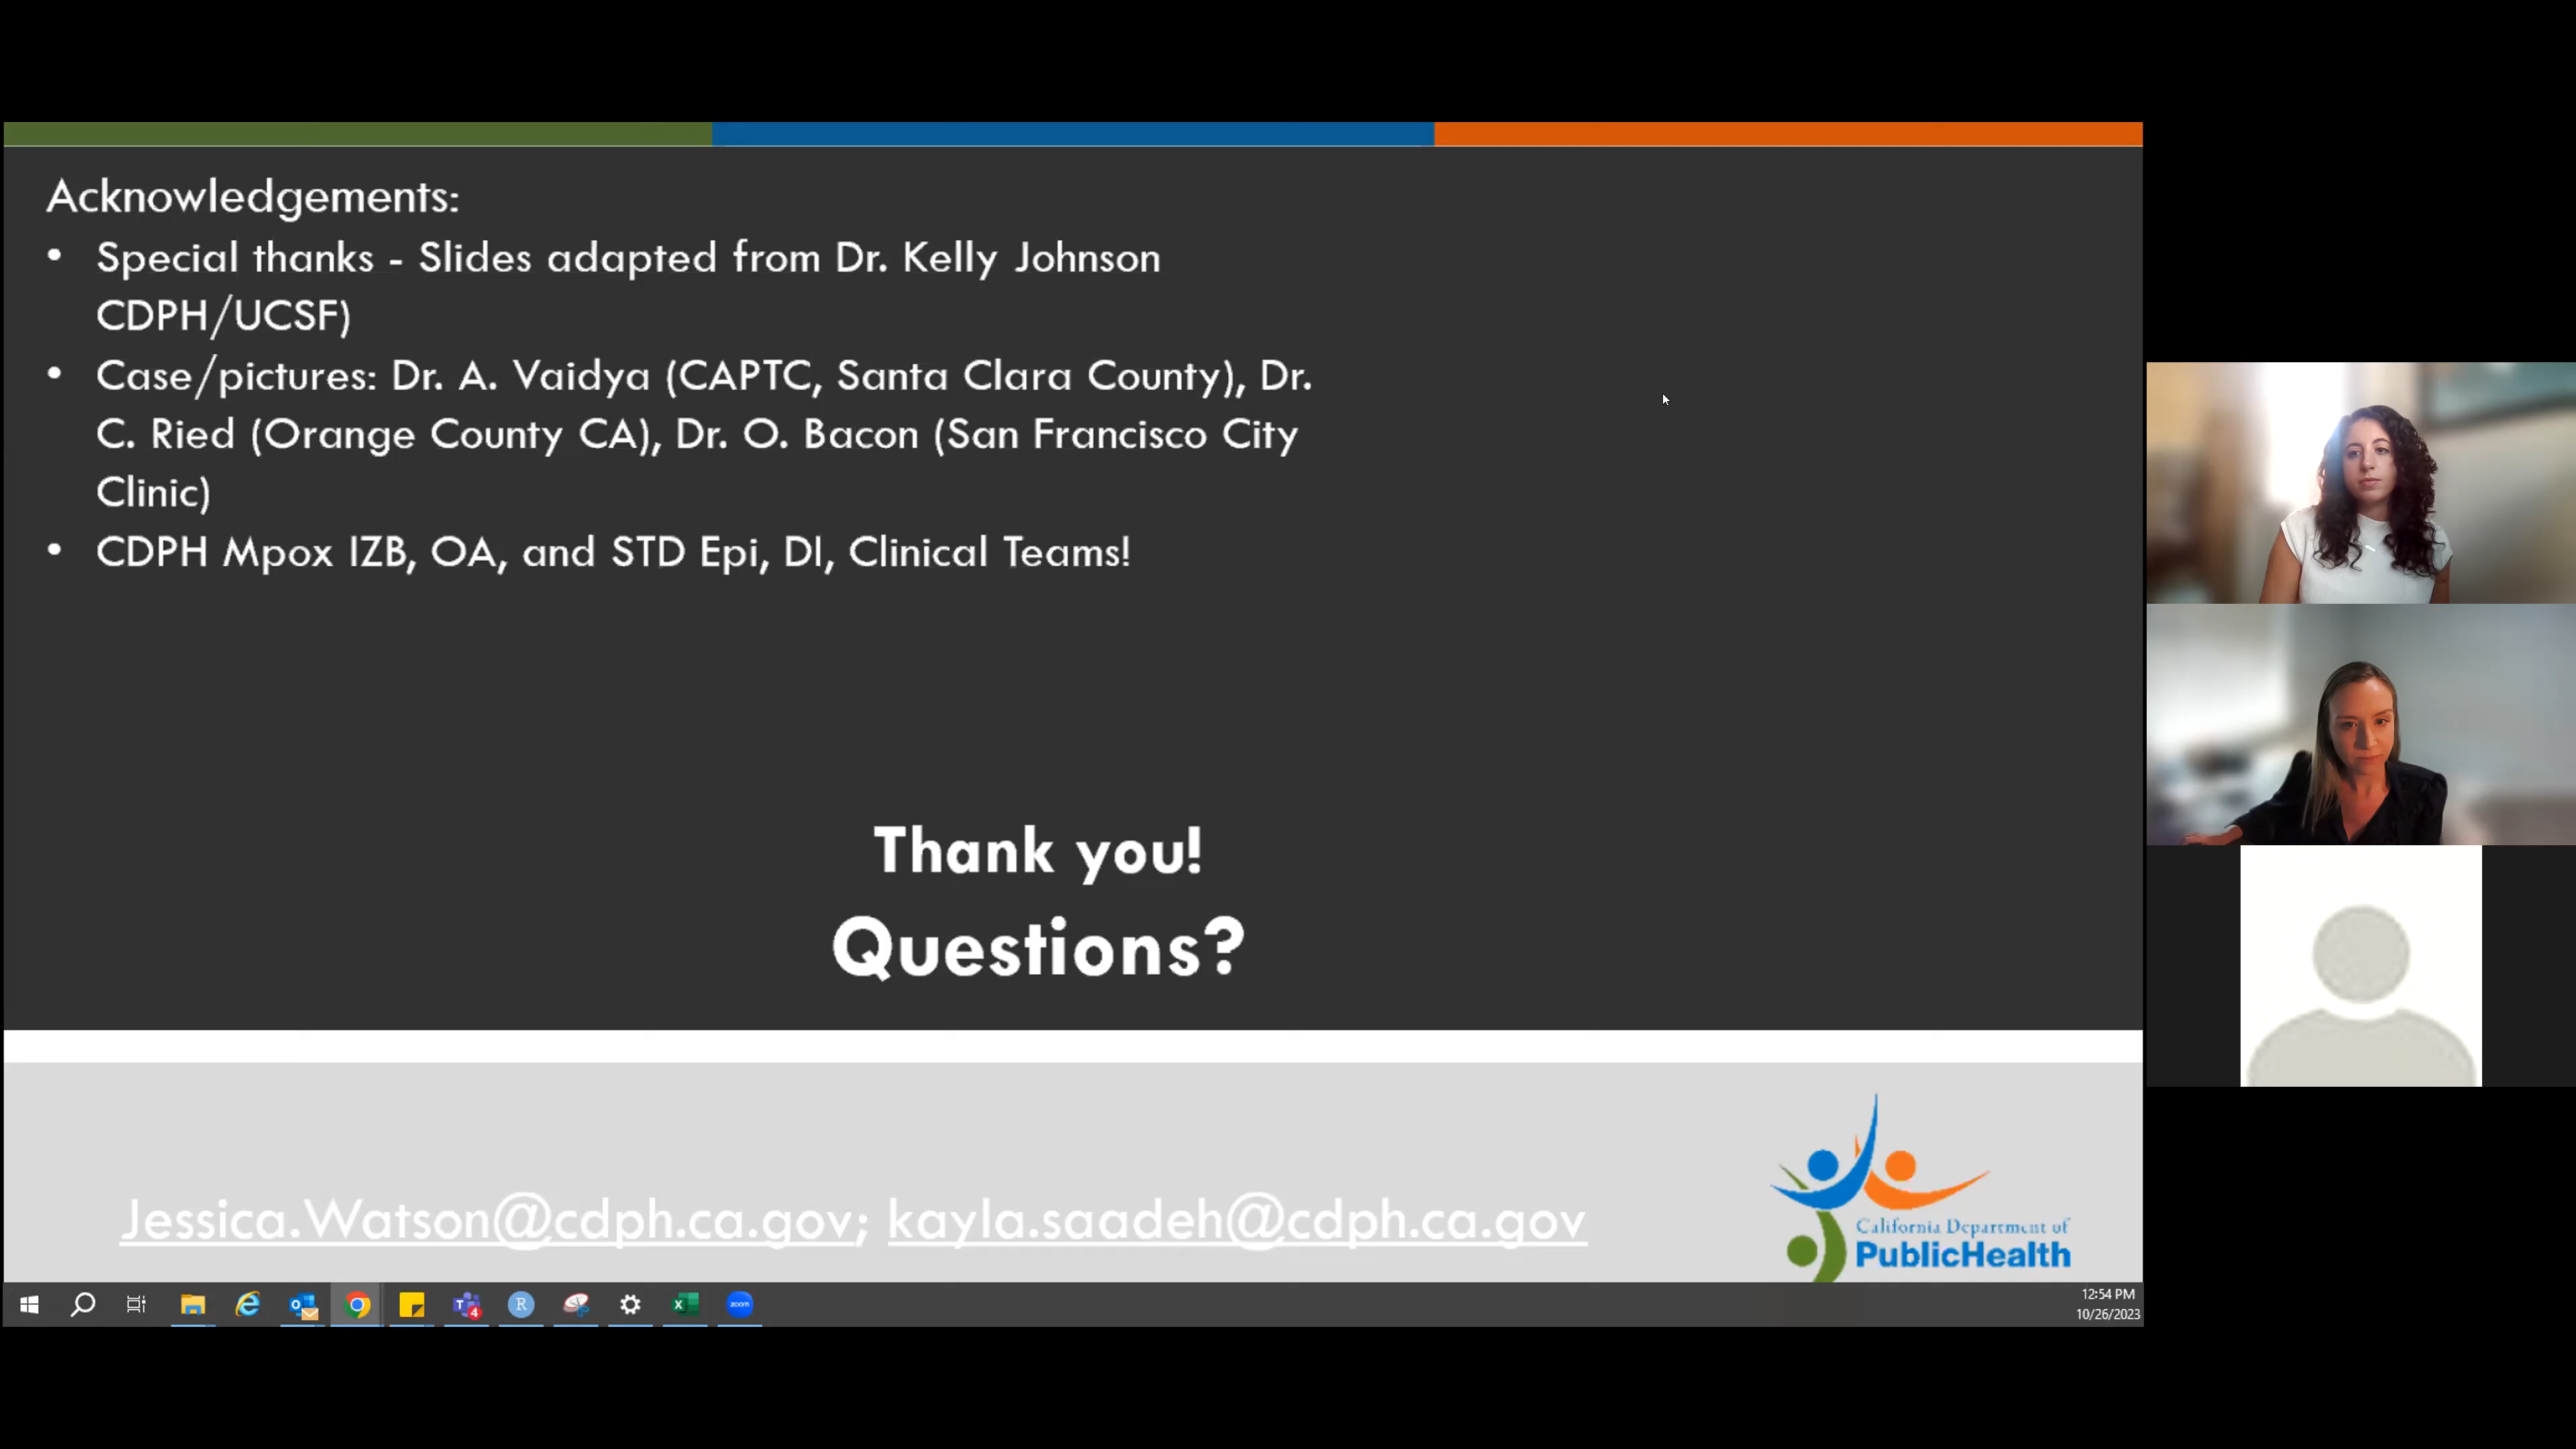 Acknowledgements:
• Special thanks - Slides adapted from Dr. Kelly Johnson
CDPH/UCSF)
• Case/pictures: Dr. A. Vaidya (CAPTC, Santa Clara County), Dr.
C. Ried (Orange County CA), Dr. O. Bacon (San Francisco City
Clinic)
• CDPH Mpox IZB, OA, and STD Epi, DI, Clinical Teams!
Thank you!
Questions?
Jessica.Watson@cdph.ca.gov; kayla.saadeh@cdph.ca.gov
California Department of
PublicHealth
4
R
zoom
12:54 PM
10/26/2023